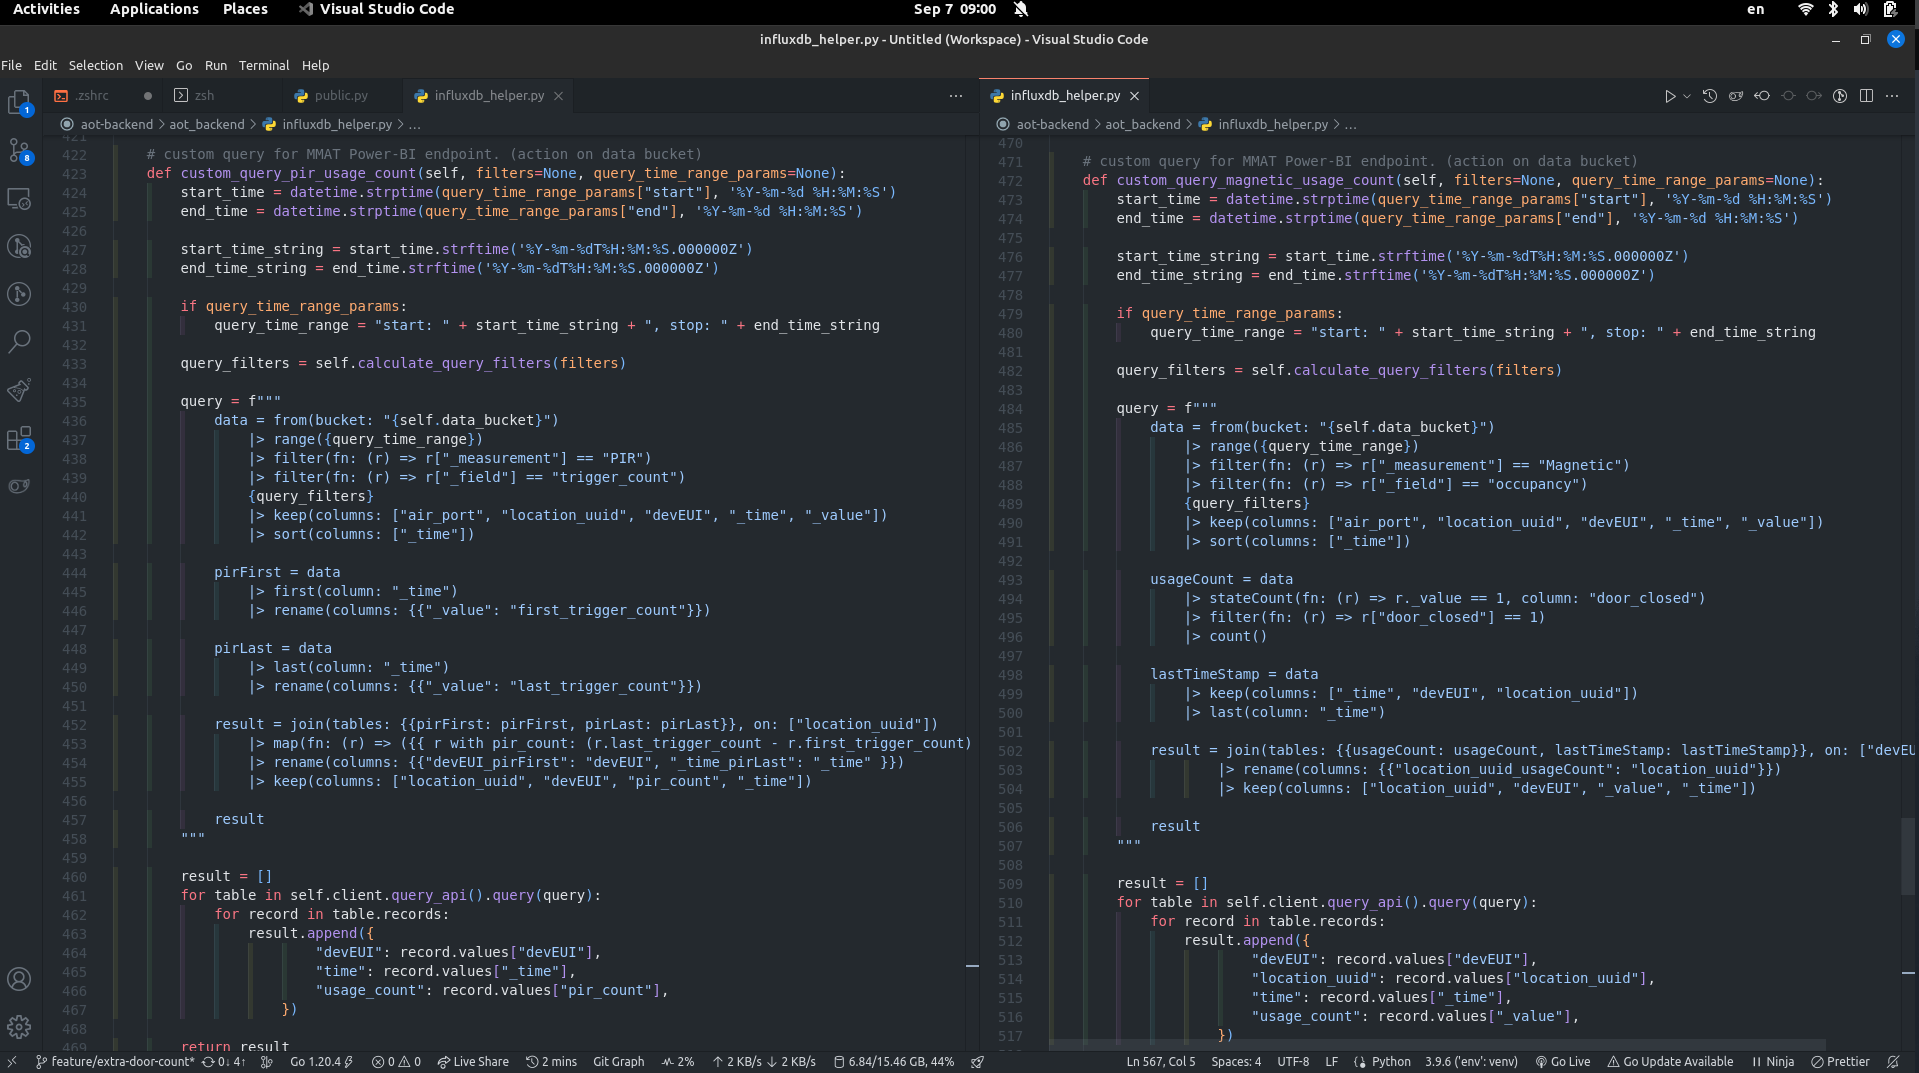 Activities Applications Places Visual Studio Code Sep 7 09:00 en
influxdb_helper.py - Untitled (Workspace) - Visual Studio Code
File Edit Selection View Go Run Terminal Help
.zshrc zsh public.py influxdb_helper.py
aot-backend > aot_backend > influxdb_helper.py > ...
421
422 # custom query for MMAT Power-BI endpoint. (action on data bucket)
423 def custom_query_pir_usage_count(self, filters=None, query_time_range_params=None):
424 start_time = datetime.strptime(query_time_range_params["start"], '%Y-%m-%d %H:%M:%S')
425 end_time = datetime.strptime(query_time_range_params["end"], '%Y-%m-%d %H:%M:%S')
426
427 start_time_string = start_time.strftime('%Y-%m-%dT%H:%M:%S.000000Z')
428 end_time_string = end_time.strftime('%Y-%m-%dT%H:%M:%S.000000Z')
429
430 if query_time_range_params:
431 query_time_range = "start: " + start_time_string + ", stop: " + end_time_string
432
433 query_filters = self.calculate_query_filters(filters)
434
435 query = f"""
436 data = from(bucket: "{self.data_bucket}")
437 |> range({query_time_range})
438 |> filter(fn: (r) => r["_measurement"] == "PIR")
439 |> filter(fn: (r) => r["_field"] == "trigger_count")
440 {query_filters}
441 |> keep(columns: ["air_port", "location_uuid", "devEUI", "_time", "_value"])
442 |> sort(columns: ["_time"])
443
444 pirFirst = data
445 |> first(column: "_time")
446 |> rename(columns: {{"_value": "first_trigger_count"}})
447
448 pirLast = data
449 |> last(column: "_time")
450 |> rename(columns: {{"_value": "last_trigger_count"}})
451
452 result = join(tables: {{pirFirst: pirFirst, pirLast: pirLast}}, on: ["location_uuid"])
453 |> map(fn: (r) => ({{ r with pir_count: (r.last_trigger_count - r.first_trigger_count)
454 |> rename(columns: {{"devEUI_pirFirst": "devEUI", "_time_pirLast": "_time" }})
455 |> keep(columns: ["location_uuid", "devEUI", "pir_count", "_time"])
456
457 result
458 """
459
460 result = []
461 for table in self.client.query_api().query(query):
462 for record in table.records:
463 result.append({
464 "devEUI": record.values["devEUI"],
465 "time": record.values["_time"],
466 "usage_count": record.values["pir_count"],
467 })
468
469 return result
influxdb_helper.py
aot-backend > aot_backend > influxdb_helper.py > ...
470
471 # custom query for MMAT Power-BI endpoint. (action on data bucket)
472 def custom_query_magnetic_usage_count(self, filters=None, query_time_range_params=None):
473 start_time = datetime.strptime(query_time_range_params["start"], '%Y-%m-%d %H:%M:%S')
474 end_time = datetime.strptime(query_time_range_params["end"], '%Y-%m-%d %H:%M:%S')
475
476 start_time_string = start_time.strftime('%Y-%m-%dT%H:%M:%S.000000Z')
477 end_time_string = end_time.strftime('%Y-%m-%dT%H:%M:%S.000000Z')
478
479 if query_time_range_params:
480 query_time_range = "start: " + start_time_string + ", stop: " + end_time_string
481
482 query_filters = self.calculate_query_filters(filters)
483
484 query = f"""
485 data = from(bucket: "{self.data_bucket}")
486 |> range({query_time_range})
487 |> filter(fn: (r) => r["_measurement"] == "Magnetic")
488 |> filter(fn: (r) => r["_field"] == "occupancy")
489 {query_filters}
490 |> keep(columns: ["air_port", "location_uuid", "devEUI", "_time", "_value"])
491 |> sort(columns: ["_time"])
492
493 usageCount = data
494 |> stateCount(fn: (r) => r._value == 1, column: "door_closed")
495 |> filter(fn: (r) => r["door_closed"] == 1)
496 |> count()
497
498 lastTimeStamp = data
499 |> keep(columns: ["_time", "devEUI", "location_uuid"])
500 |> last(column: "_time")
501
502 result = join(tables: {{usageCount: usageCount, lastTimeStamp: lastTimeStamp}}, on: ["devEU
503 |> rename(columns: {{"location_uuid_usageCount": "location_uuid"}})
504 |> keep(columns: ["location_uuid", "devEUI", "_value", "_time"])
505
506 result
507 """
508
509 result = []
510 for table in self.client.query_api().query(query):
511 for record in table.records:
512 result.append({
513 "devEUI": record.values["devEUI"],
514 "location_uuid": record.values["location_uuid"],
515 "time": record.values["_time"],
516 "usage_count": record.values["_value"],
517 })
1
8
2
feature/extra-door-count* 0↓ 4↑ Go 1.20.4 0 0 Live Share 2 mins Git Graph 2% 2 KB/s 2 KB/s 6.84/15.46 GB, 44% Ln 567, Col 5 Spaces: 4 UTF-8 LF Python 3.9.6 ('env': venv) Go Live Go Update Available Ninja Prettier